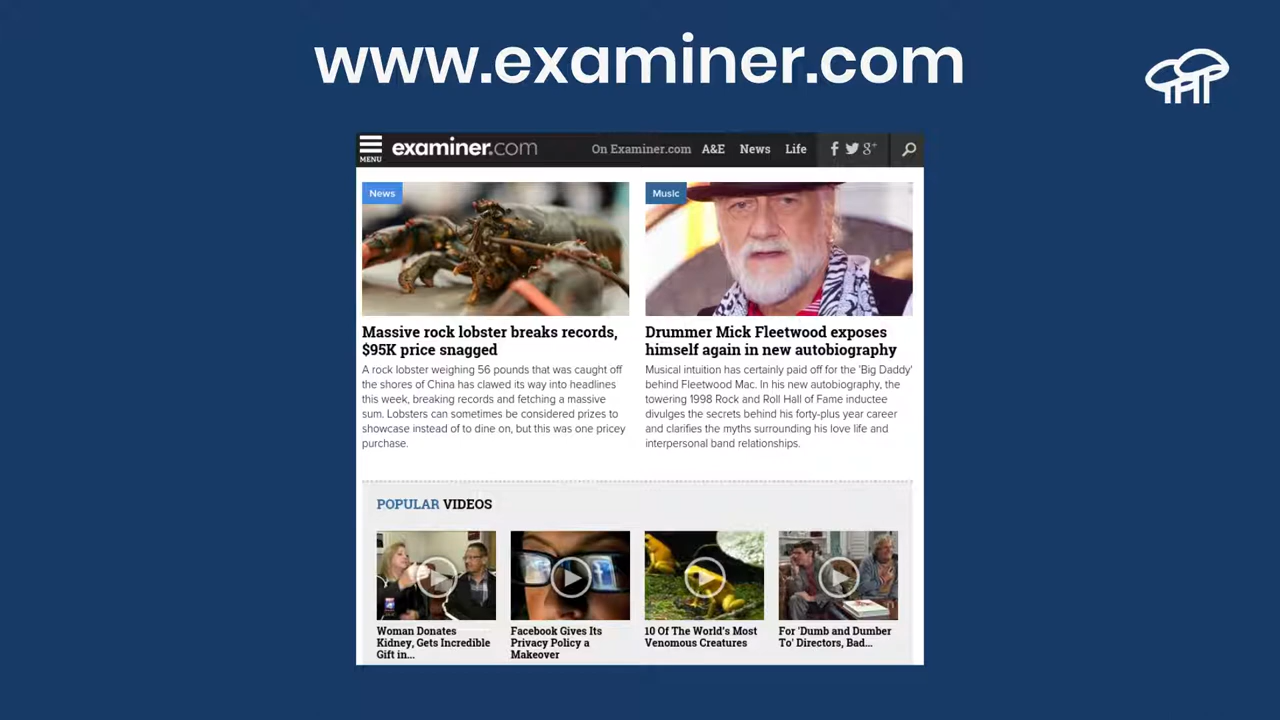 www.examiner.com
MENU
examiner.com
On Examiner.com A&E News Life
News
Music
Massive rock lobster breaks records,
$95K price snagged
A rock lobster weighing 56 pounds that was caught off
the shores of China has clawed its way into headlines
this week, breaking records and fetching a massive
sum. Lobsters can sometimes be considered prizes to
showcase instead of to dine on, but this was one pricey
purchase.
Drummer Mick Fleetwood exposes
himself again in new autobiography
Musical intuition has certainly paid off for the 'Big Daddy'
behind Fleetwood Mac. In his new autobiography, the
towering 1998 Rock and Roll Hall of Fame inductee
divulges the secrets behind his forty-plus year career
and clarifies the myths surrounding his love life and
interpersonal band relationships.
POPULAR VIDEOS
Woman Donates
Kidney, Gets Incredible
Gift in...
Facebook Gives Its
Privacy Policy a
Makeover
10 Of The World's Most
Venomous Creatures
For 'Dumb and Dumber
To' Directors, Bad...